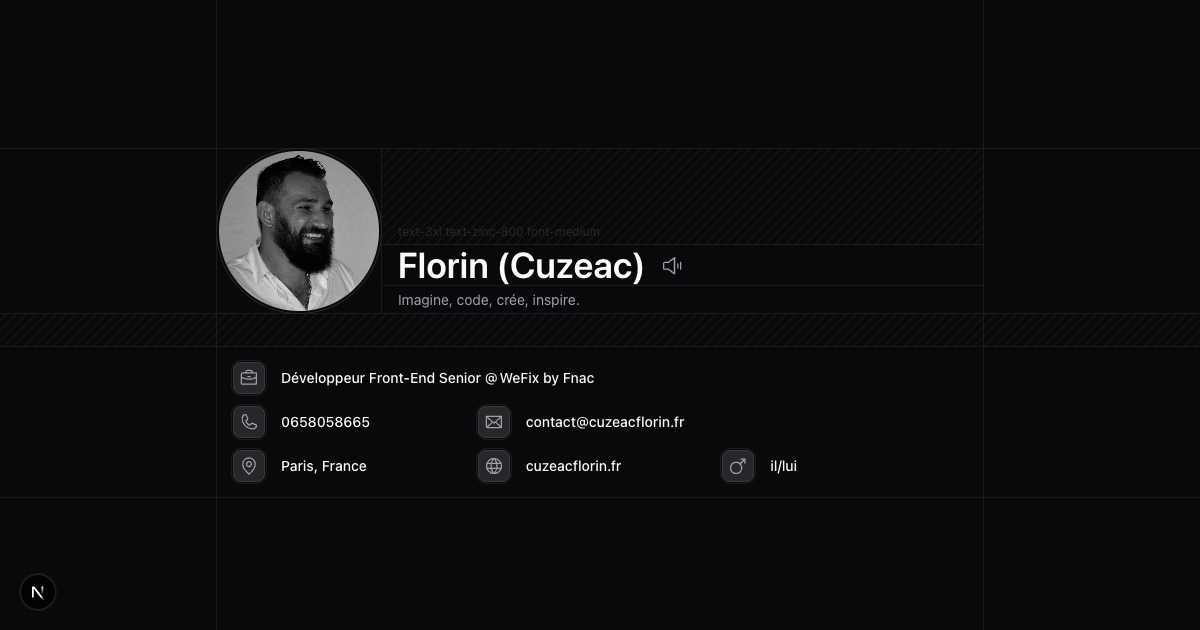 text-3xl text-zinc-800 font-medium
Florin (Cuzeac)
Imagine, code, crée, inspire.
Développeur Front-End Senior @ WeFix by Fnac
0658058665
contact@cuzeacflorin.fr
Paris, France
cuzeacflorin.fr
il/lui
N